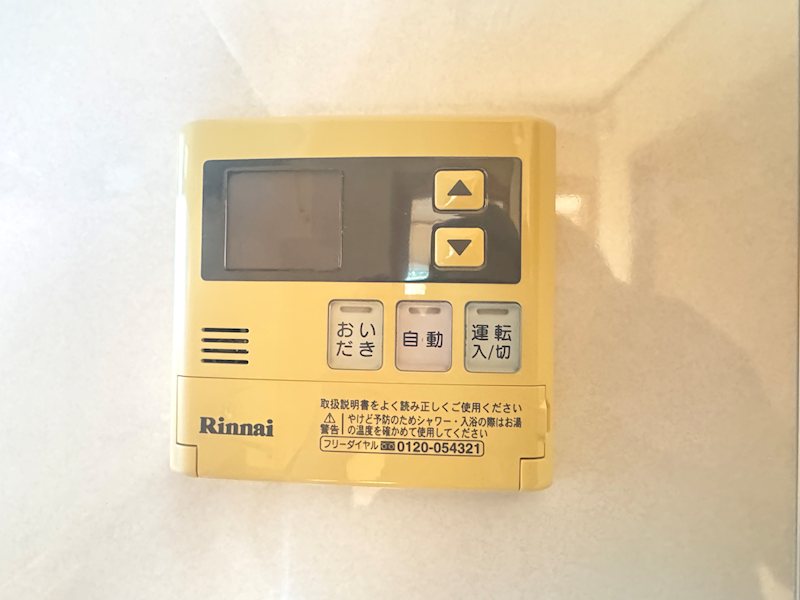 ▲
▼
おい
だき
自動
運転
入/切
Rinnai
取扱説明書をよく読み正しくご使用ください
⚠警告 やけど予防のためシャワー・入浴の際はお湯
の温度を確かめて使用してください
フリーダイヤル 0120-054321